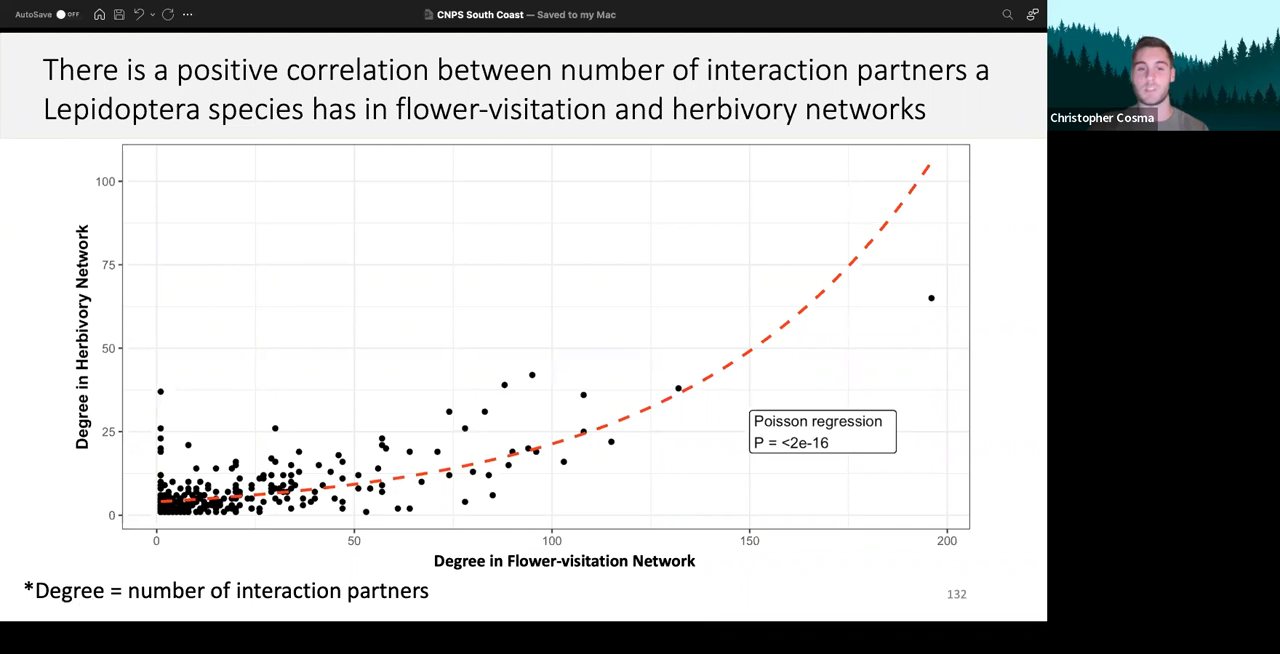 AutoSave OFF
CNPS South Coast — Saved to my Mac
There is a positive correlation between number of interaction partners a
Lepidoptera species has in flower-visitation and herbivory networks
Christopher Cosma
Degree in Herbivory Network
100
75
50
25
0
Poisson regression
P = <2e-16
0 50 100 150 200
Degree in Flower-visitation Network
*Degree = number of interaction partners
132